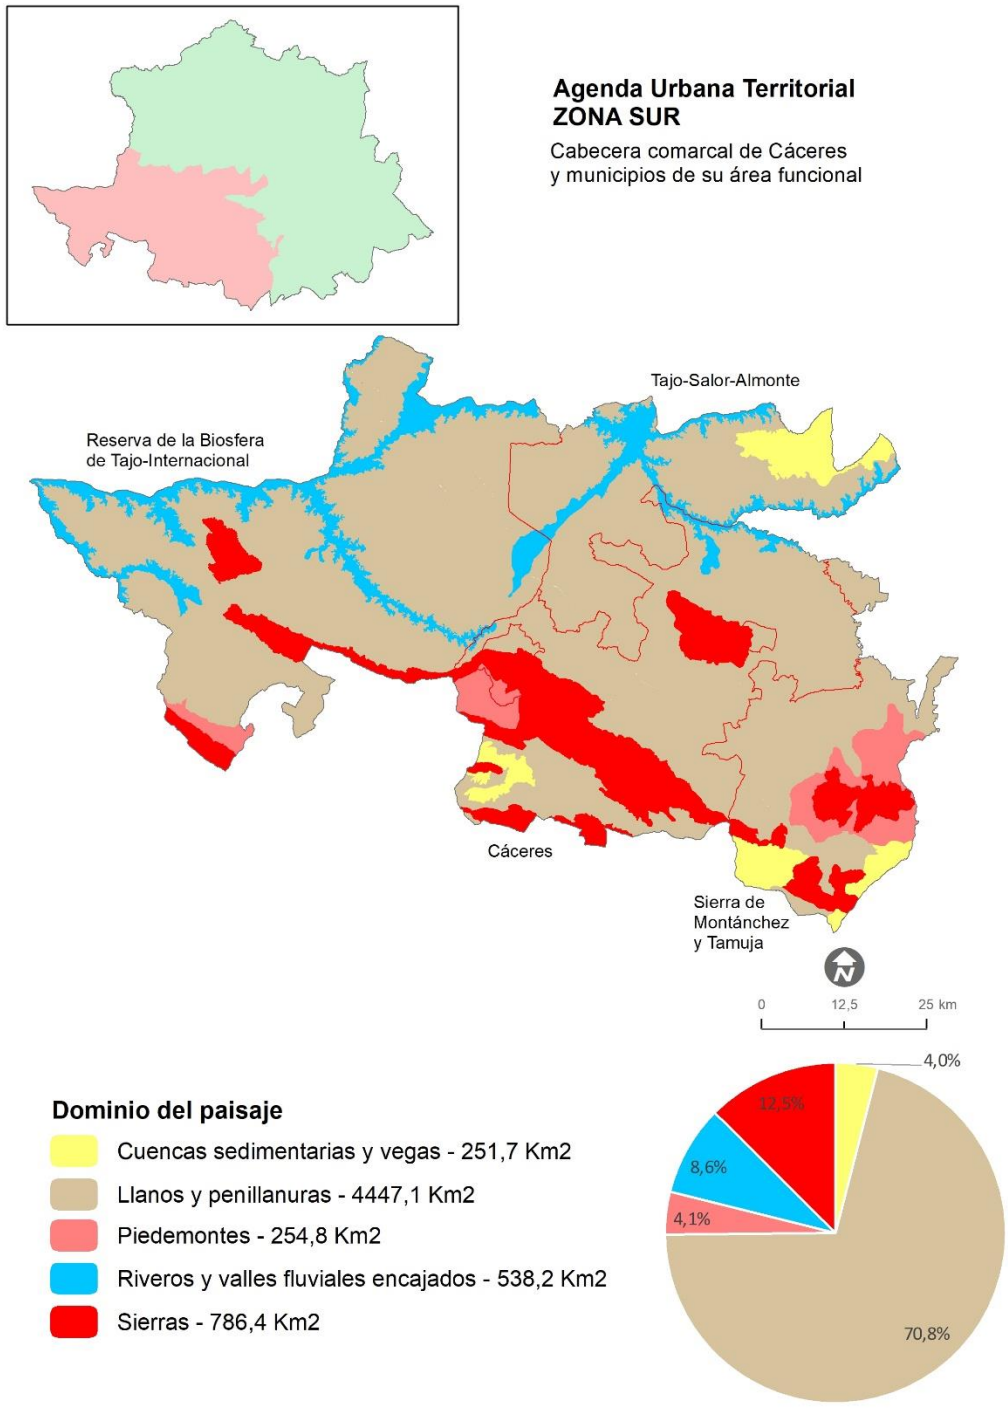 Agenda Urbana Territorial
ZONA SUR
Cabecera comarcal de Cáceres
y municipios de su área funcional
Tajo-Salor-Almonte
Reserva de la Biosfera
de Tajo-Internacional
Cáceres
Sierra de
Montánchez
y Tamuja
N
0 12,5 25 km
4,0%
12,5%
8,6%
4,1%
70,8%
Dominio del paisaje
Cuencas sedimentarias y vegas - 251,7 Km2
Llanos y penillanuras - 4447,1 Km2
Piedemontes - 254,8 Km2
Riveros y valles fluviales encajados - 538,2 Km2
Sierras - 786,4 Km2